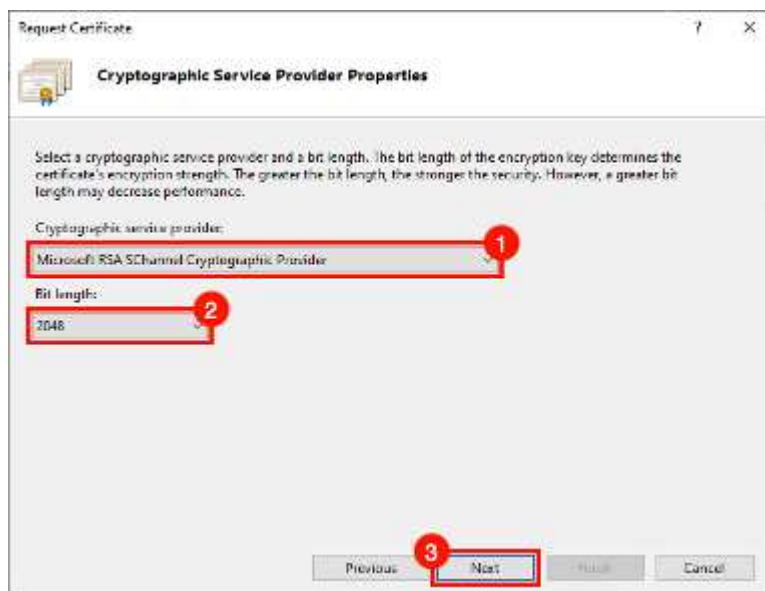 Request Certificate
?
Cryptographic Service Provider Properties
Select a cryptographic service provider and a bit length. The bit length of the encryption key determines the
certificate's encryption strength. The greater the bit length, the stronger the security. However, a greater bit
length may decrease performance.
Cryptographic service provider:
1
Microsoft RSA SChannel Cryptographic Provider
Bit length:
2
2048
3
Previous Next Finish Cancel